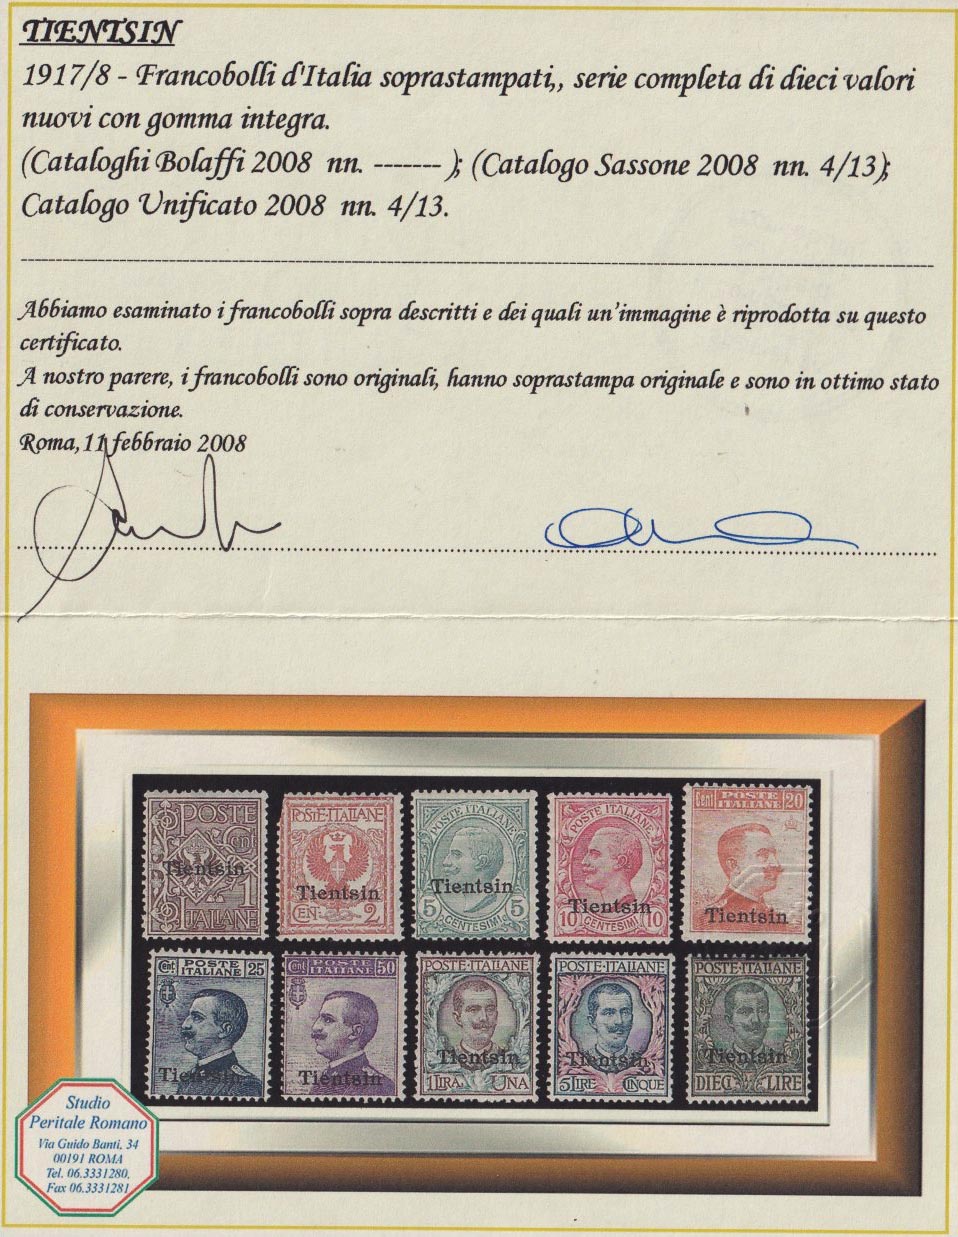 TIENTSIN
1917/8 - Francobolli d'Italia soprastampati,, serie completa di dieci valori
nuovi con gomma integra.
(Cataloghi Bolaffi 2008 nn. ------- ); (Catalogo Sassone 2008 nn. 4/13);
Catalogo Unificato 2008 nn. 4/13.
Abbiamo esaminato i francobolli sopra descritti e dei quali un'immagine è riprodotta su questo
certificato.
A nostro parere, i francobolli sono originali, hanno soprastampa originale e sono in ottimo stato
di conservazione.
Roma, 11 febbraio 2008
POSTE
CEN
Tientsin
1
ITALIANE
POSTE·ITALIANE
Tientsin
CEN· 2
POSTE ITALIANE
Tientsin
5 5
CENTESIMI
POSTE ITALIANE
Tientsin
10 10
CENTESIMI
Cent POSTE ITALIANE 20
Tientsin
Cent POSTE ITALIANE 25
Tientsin
Cent POSTE ITALIANE 50
Tientsin
POSTE·ITALIANE
Tientsin
1 LIRA UNA
POSTE·ITALIANE
Tientsin
5 LIRE CINQUE
POSTE·ITALIANE
Tientsin
DIECI LIRE
Studio
Peritale Romano
Via Guido Banti, 34
00191 ROMA
Tel. 06.3331280,
Fax 06.3331281